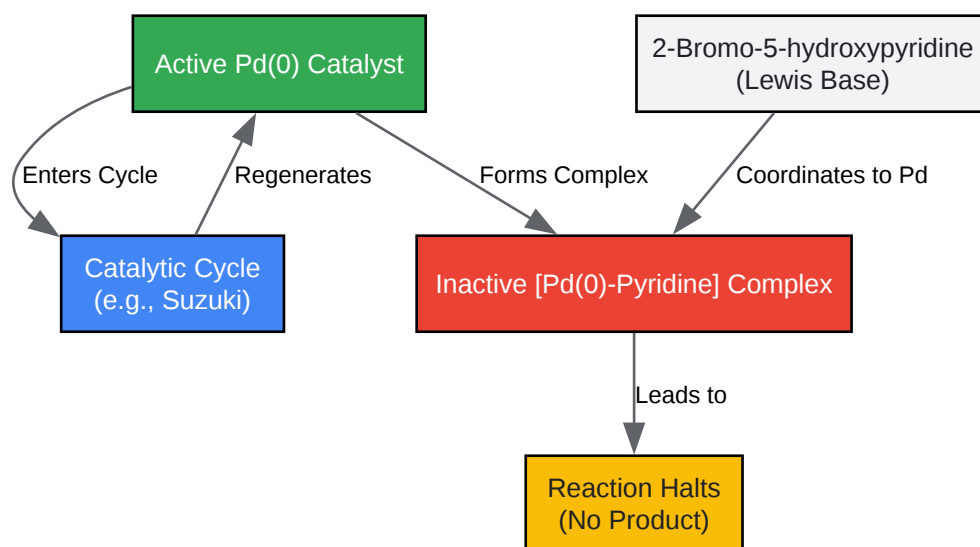 Active Pd(0) Catalyst
2-Bromo-5-hydroxypyridine
(Lewis Base)
Enters Cycle
Regenerates
Forms Complex
Coordinates to Pd
Catalytic Cycle
(e.g., Suzuki)
Inactive [Pd(0)-Pyridine] Complex
Leads to
Reaction Halts
(No Product)